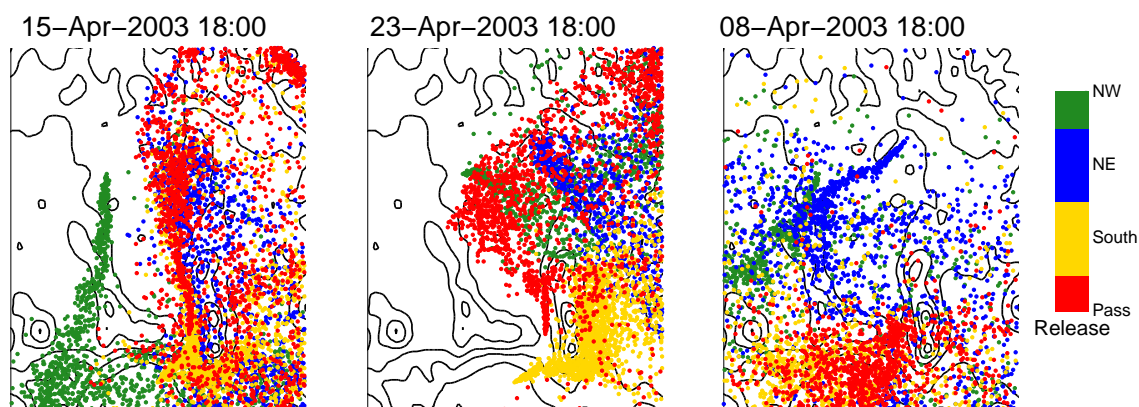 15–Apr–2003 18:00
23–Apr–2003 18:00
08–Apr–2003 18:00
NW
NE
South
Pass
Release